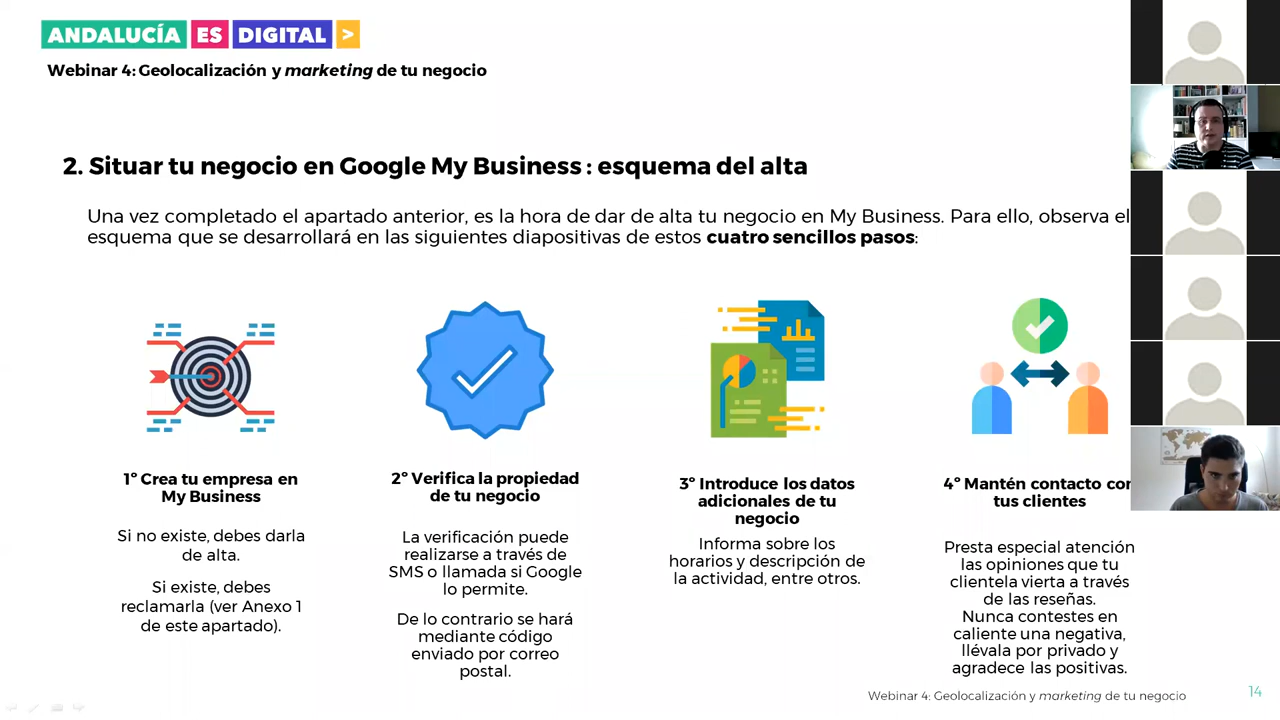 ANDALUCÍA ES DIGITAL >
Webinar 4: Geolocalización y marketing de tu negocio
2. Situar tu negocio en Google My Business : esquema del alta
Una vez completado el apartado anterior, es la hora de dar de alta tu negocio en My Business. Para ello, observa el
esquema que se desarrollará en las siguientes diapositivas de estos cuatro sencillos pasos:
1º Crea tu empresa en
My Business
Si no existe, debes darla
de alta.
Si existe, debes
reclamarla (ver Anexo 1
de este apartado).
2º Verifica la propiedad
de tu negocio
La verificación puede
realizarse a través de
SMS o llamada si Google
lo permite.
De lo contrario se hará
mediante código
enviado por correo
postal.
3º Introduce los datos
adicionales de tu
negocio
Informa sobre los
horarios y descripción de
la actividad, entre otros.
4º Mantén contacto con
tus clientes
Presta especial atención
las opiniones que tu
clientela vierta a través
de las reseñas.
Nunca contestes en
caliente una negativa,
llévala por privado y
agradece las positivas.
Webinar 4: Geolocalización y marketing de tu negocio
14